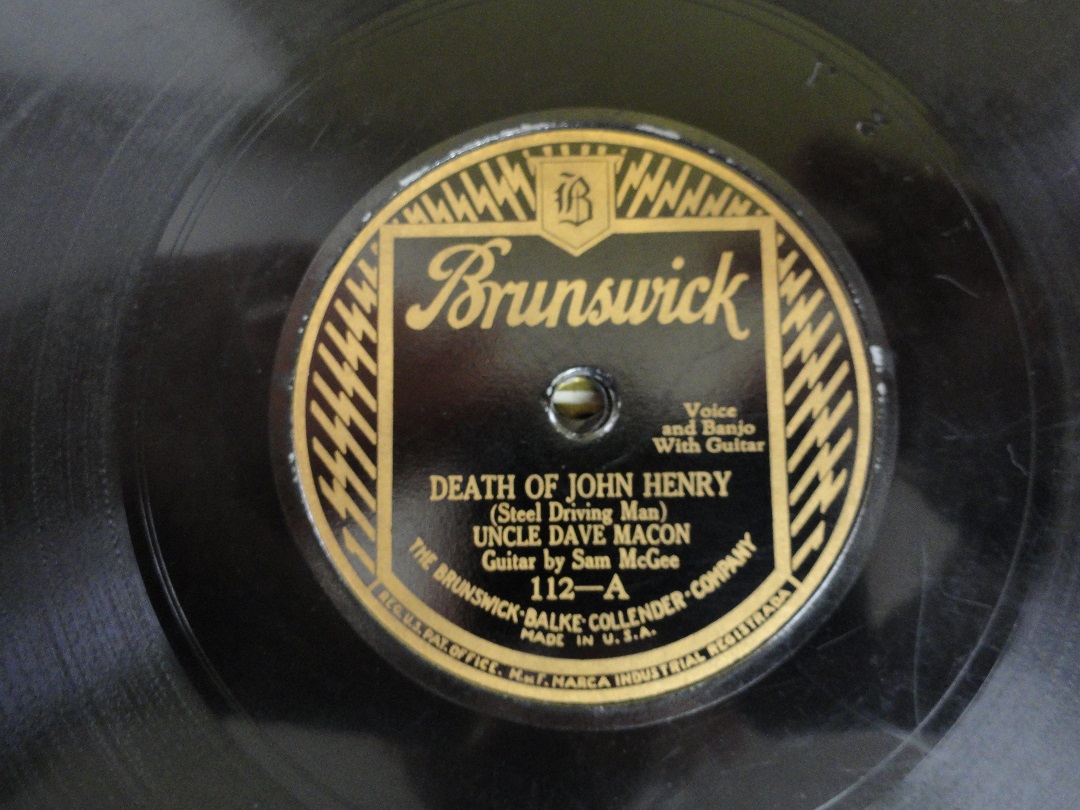 B
Brunswick
Voice
and Banjo
With Guitar
DEATH OF JOHN HENRY
(Steel Driving Man)
UNCLE DAVE MACON
Guitar by Sam McGee
112—A
THE BRUNSWICK-BALKE-COLLENDER-COMPANY
MADE IN U.S.A.
REG. U.S. PAT. OFFICE. M. DE F. MARCA INDUSTRIAL REGISTRADA